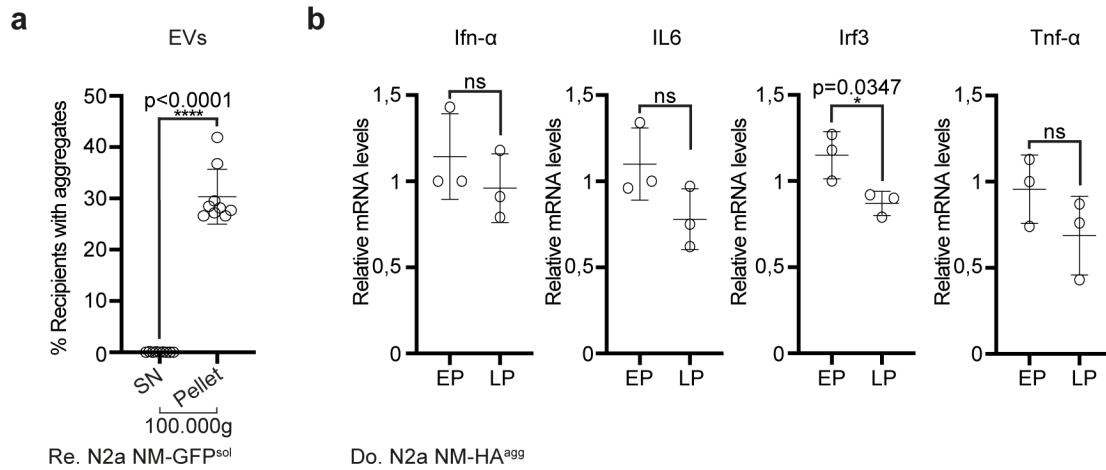 a
EVs
p<0.0001
****
% Recipients with aggregates
50
40
30
20
10
0
SN
Pellet
100.000g
Re. N2a NM-GFPsol
b
Ifn-α
ns
Relative mRNA levels
1,5
1
0,5
0
EP LP
IL6
ns
Relative mRNA levels
1,5
1
0,5
0
EP LP
Irf3
p=0.0347
*
Relative mRNA levels
1,5
1
0,5
0
EP LP
Tnf-α
ns
Relative mRNA levels
1,5
1
0,5
0
EP LP
Do. N2a NM-HAagg